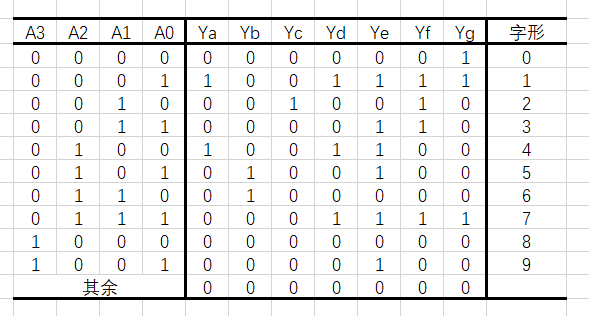 A3 A2 A1 A0 Ya Yb Yc Yd Ye Yf Yg 字形
0 0 0 0 0 0 0 0 0 0 1 0
0 0 0 1 1 0 0 1 1 1 1 1
0 0 1 0 0 0 1 0 0 1 0 2
0 0 1 1 0 0 0 0 1 1 0 3
0 1 0 0 1 0 0 1 1 0 0 4
0 1 0 1 0 1 0 0 1 0 0 5
0 1 1 0 0 1 0 0 0 0 0 6
0 1 1 1 0 0 0 1 1 1 1 7
1 0 0 0 0 0 0 0 0 0 0 8
1 0 0 1 0 0 0 0 1 0 0 9
其余 0 0 0 0 0 0 0